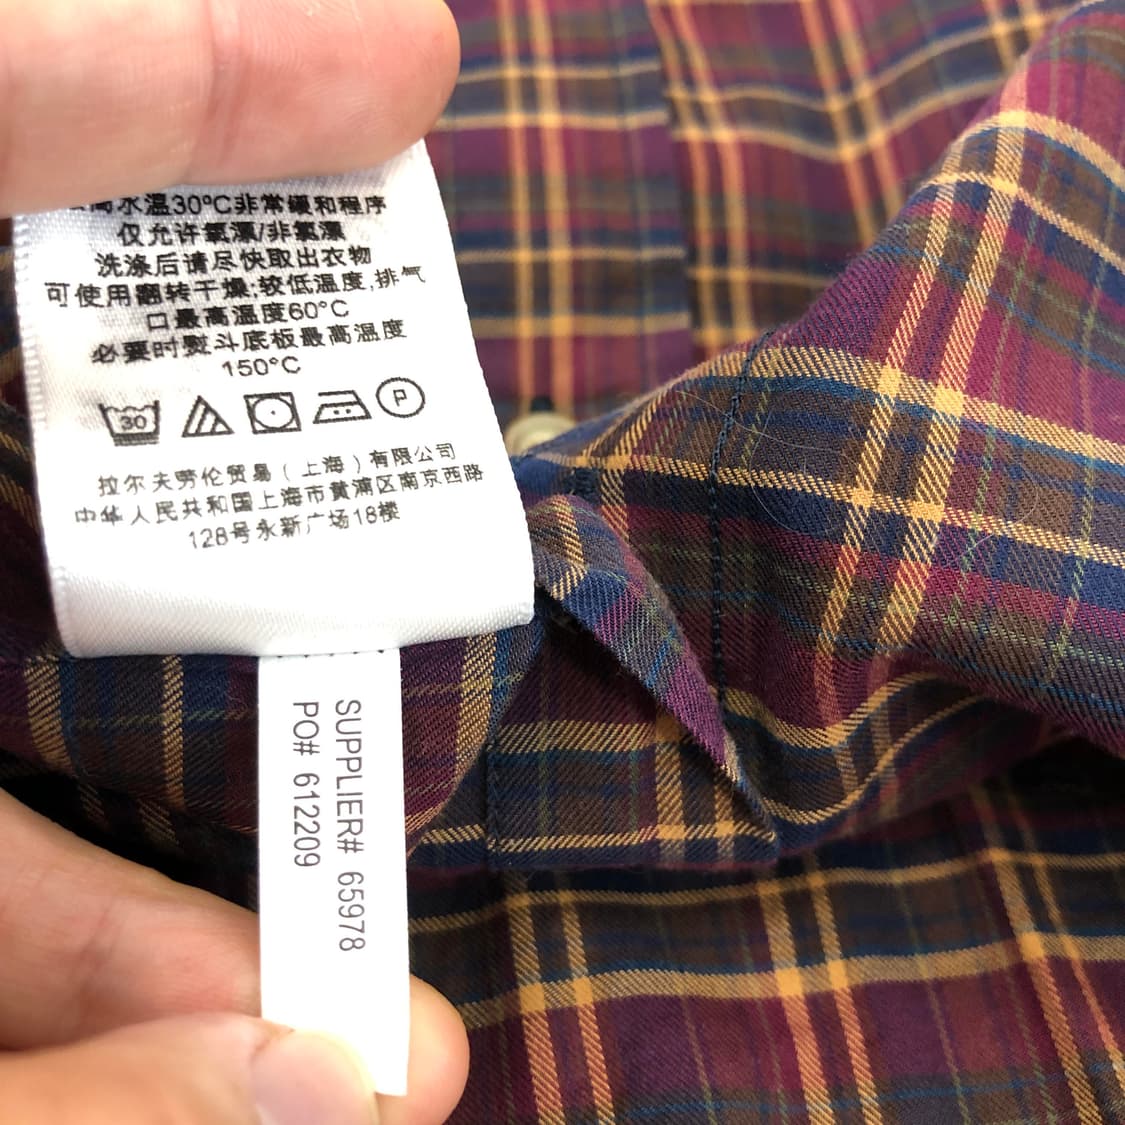 高水温30°C非常缓和程序
仅允许氧漂/非氯漂
洗涤后请尽快取出衣物
可使用翻转干燥,较低温度,排气
口最高温度60°C
必要时熨斗底板最高温度
150°C
30
P
拉尔夫劳伦贸易(上海)有限公司
中华人民共和国上海市黄浦区南京西路
128号永新广场18楼
SUPPLIER# 65978
PO# 612209